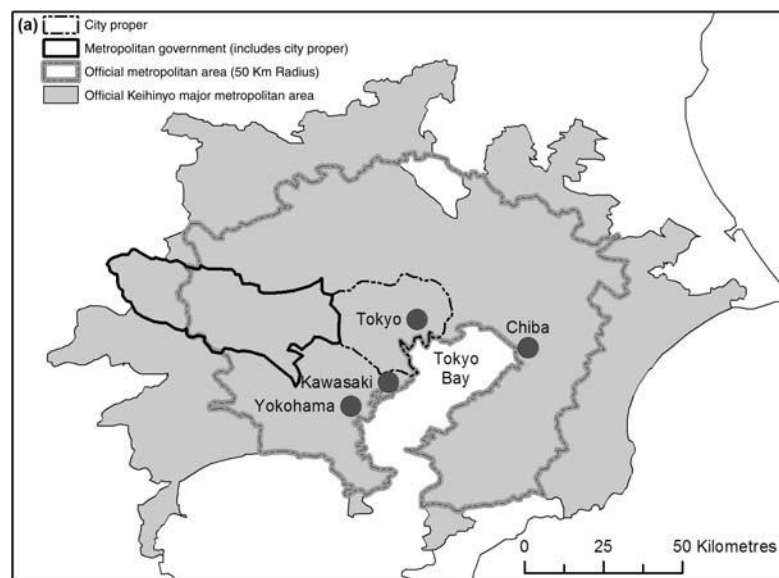 (a)
City proper
Metropolitan government (includes city proper)
Official metropolitan area (50 Km Radius)
Official Keihinyo major metropolitan area
Tokyo
Chiba
Tokyo
Bay
Kawasaki
Yokohama
0 25 50 Kilometres